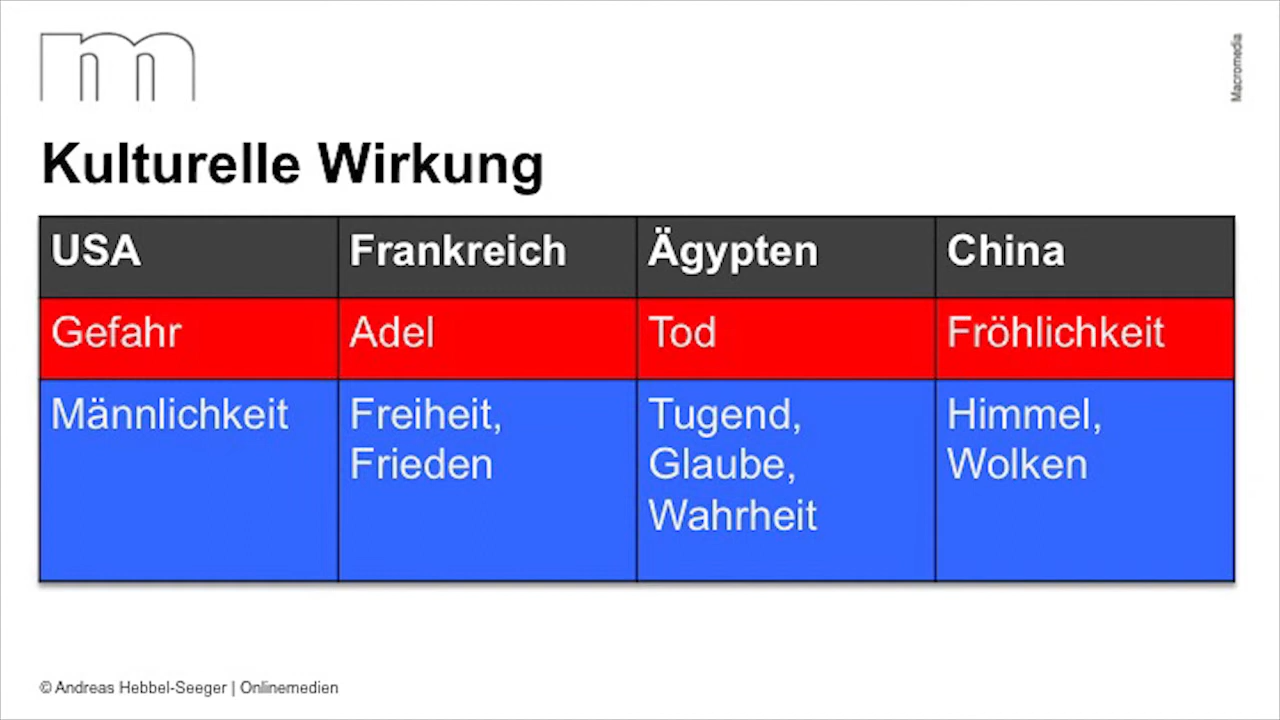 m
Macromedia
Kulturelle Wirkung
USA Frankreich Ägypten China
Gefahr Adel Tod Fröhlichkeit
Männlichkeit Freiheit, Tugend, Himmel,
Frieden Glaube, Wolken
Wahrheit
© Andreas Hebbel-Seeger | Onlinemedien